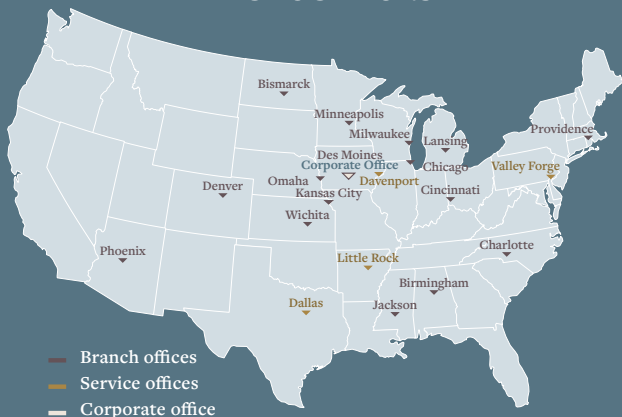 Bismarck
Minneapolis
Milwaukee
Lansing
Providence
Des Moines
Corporate Office
Chicago
Valley Forge
Omaha
Davenport
Denver
Kansas City
Cincinnati
Wichita
Charlotte
Phoenix
Little Rock
Birmingham
Dallas
Jackson
Branch offices
Service offices
Corporate office